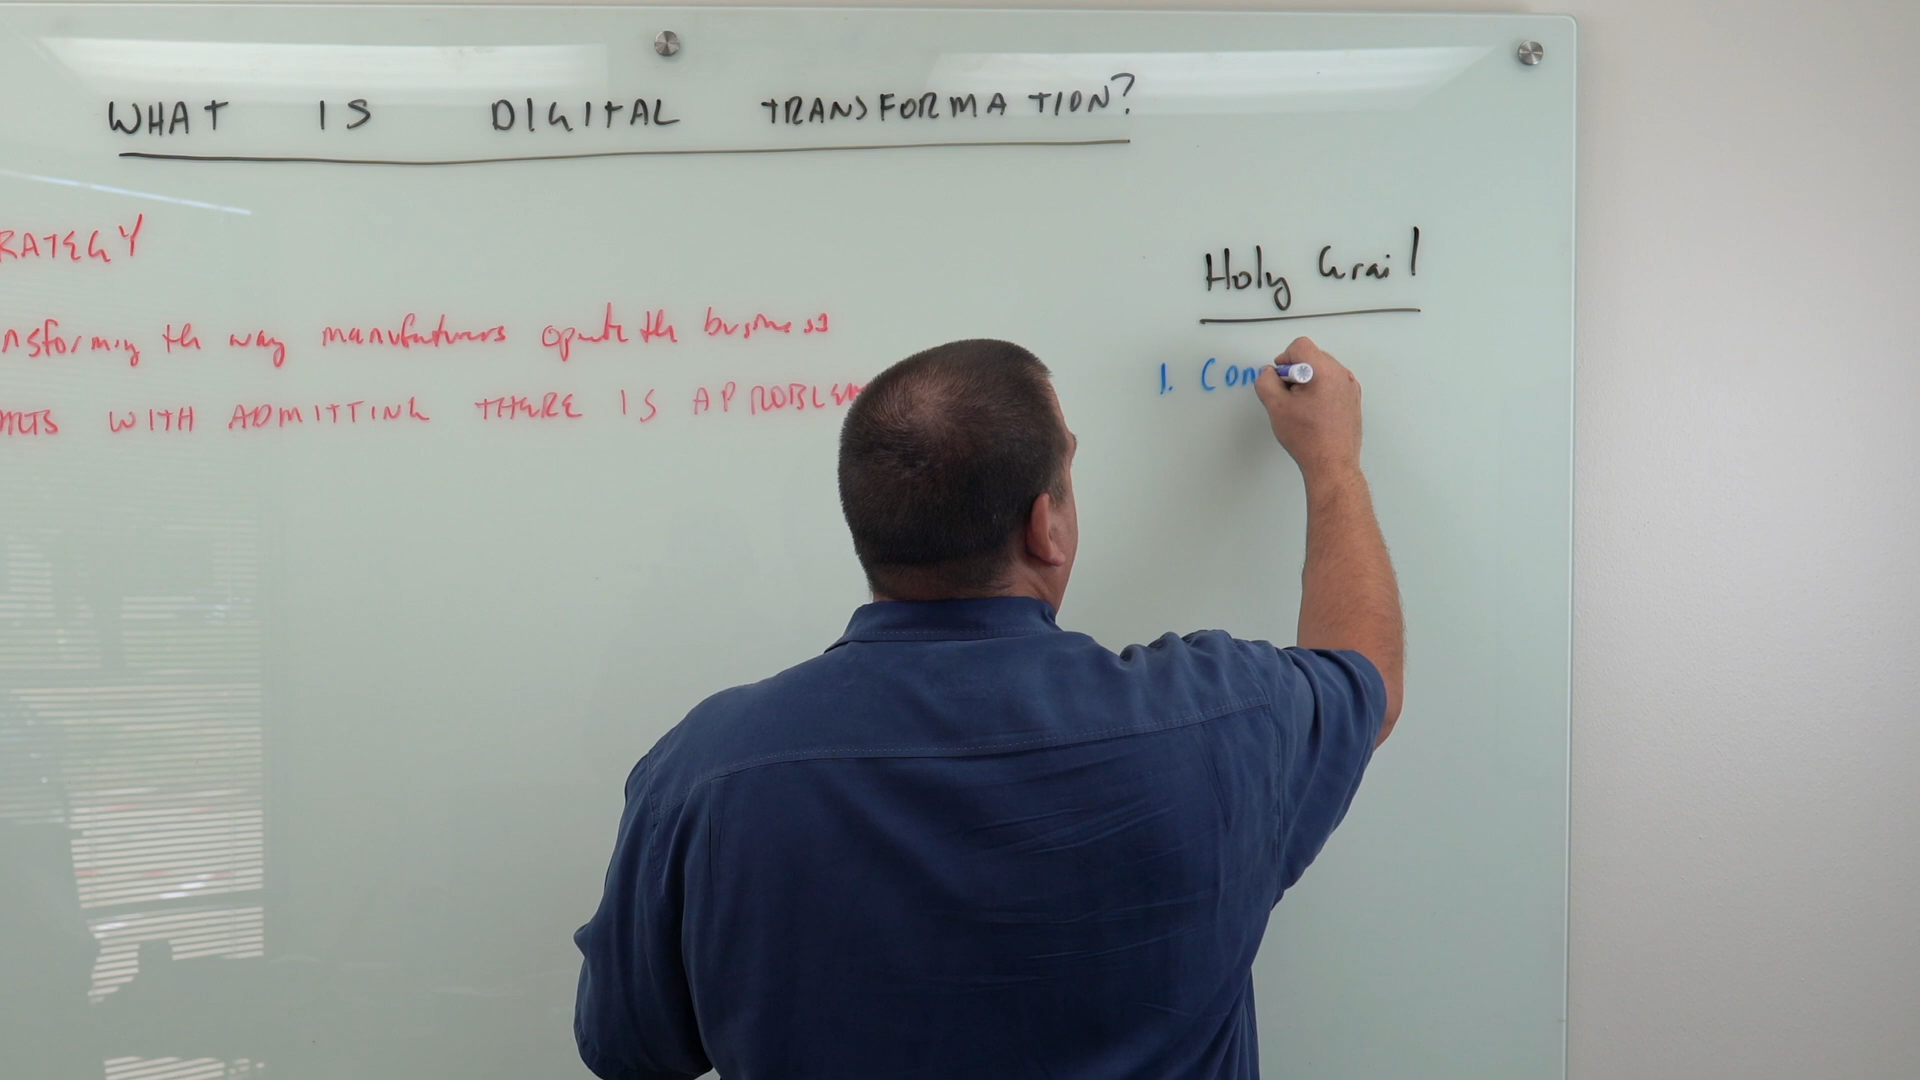 WHAT IS DIGITAL TRANSFORMATION?
RATEGY
nsforming the way manufacturers operate the business
WITH ADMITTING THERE IS A PROBLEM
Holy Grail
1. Con